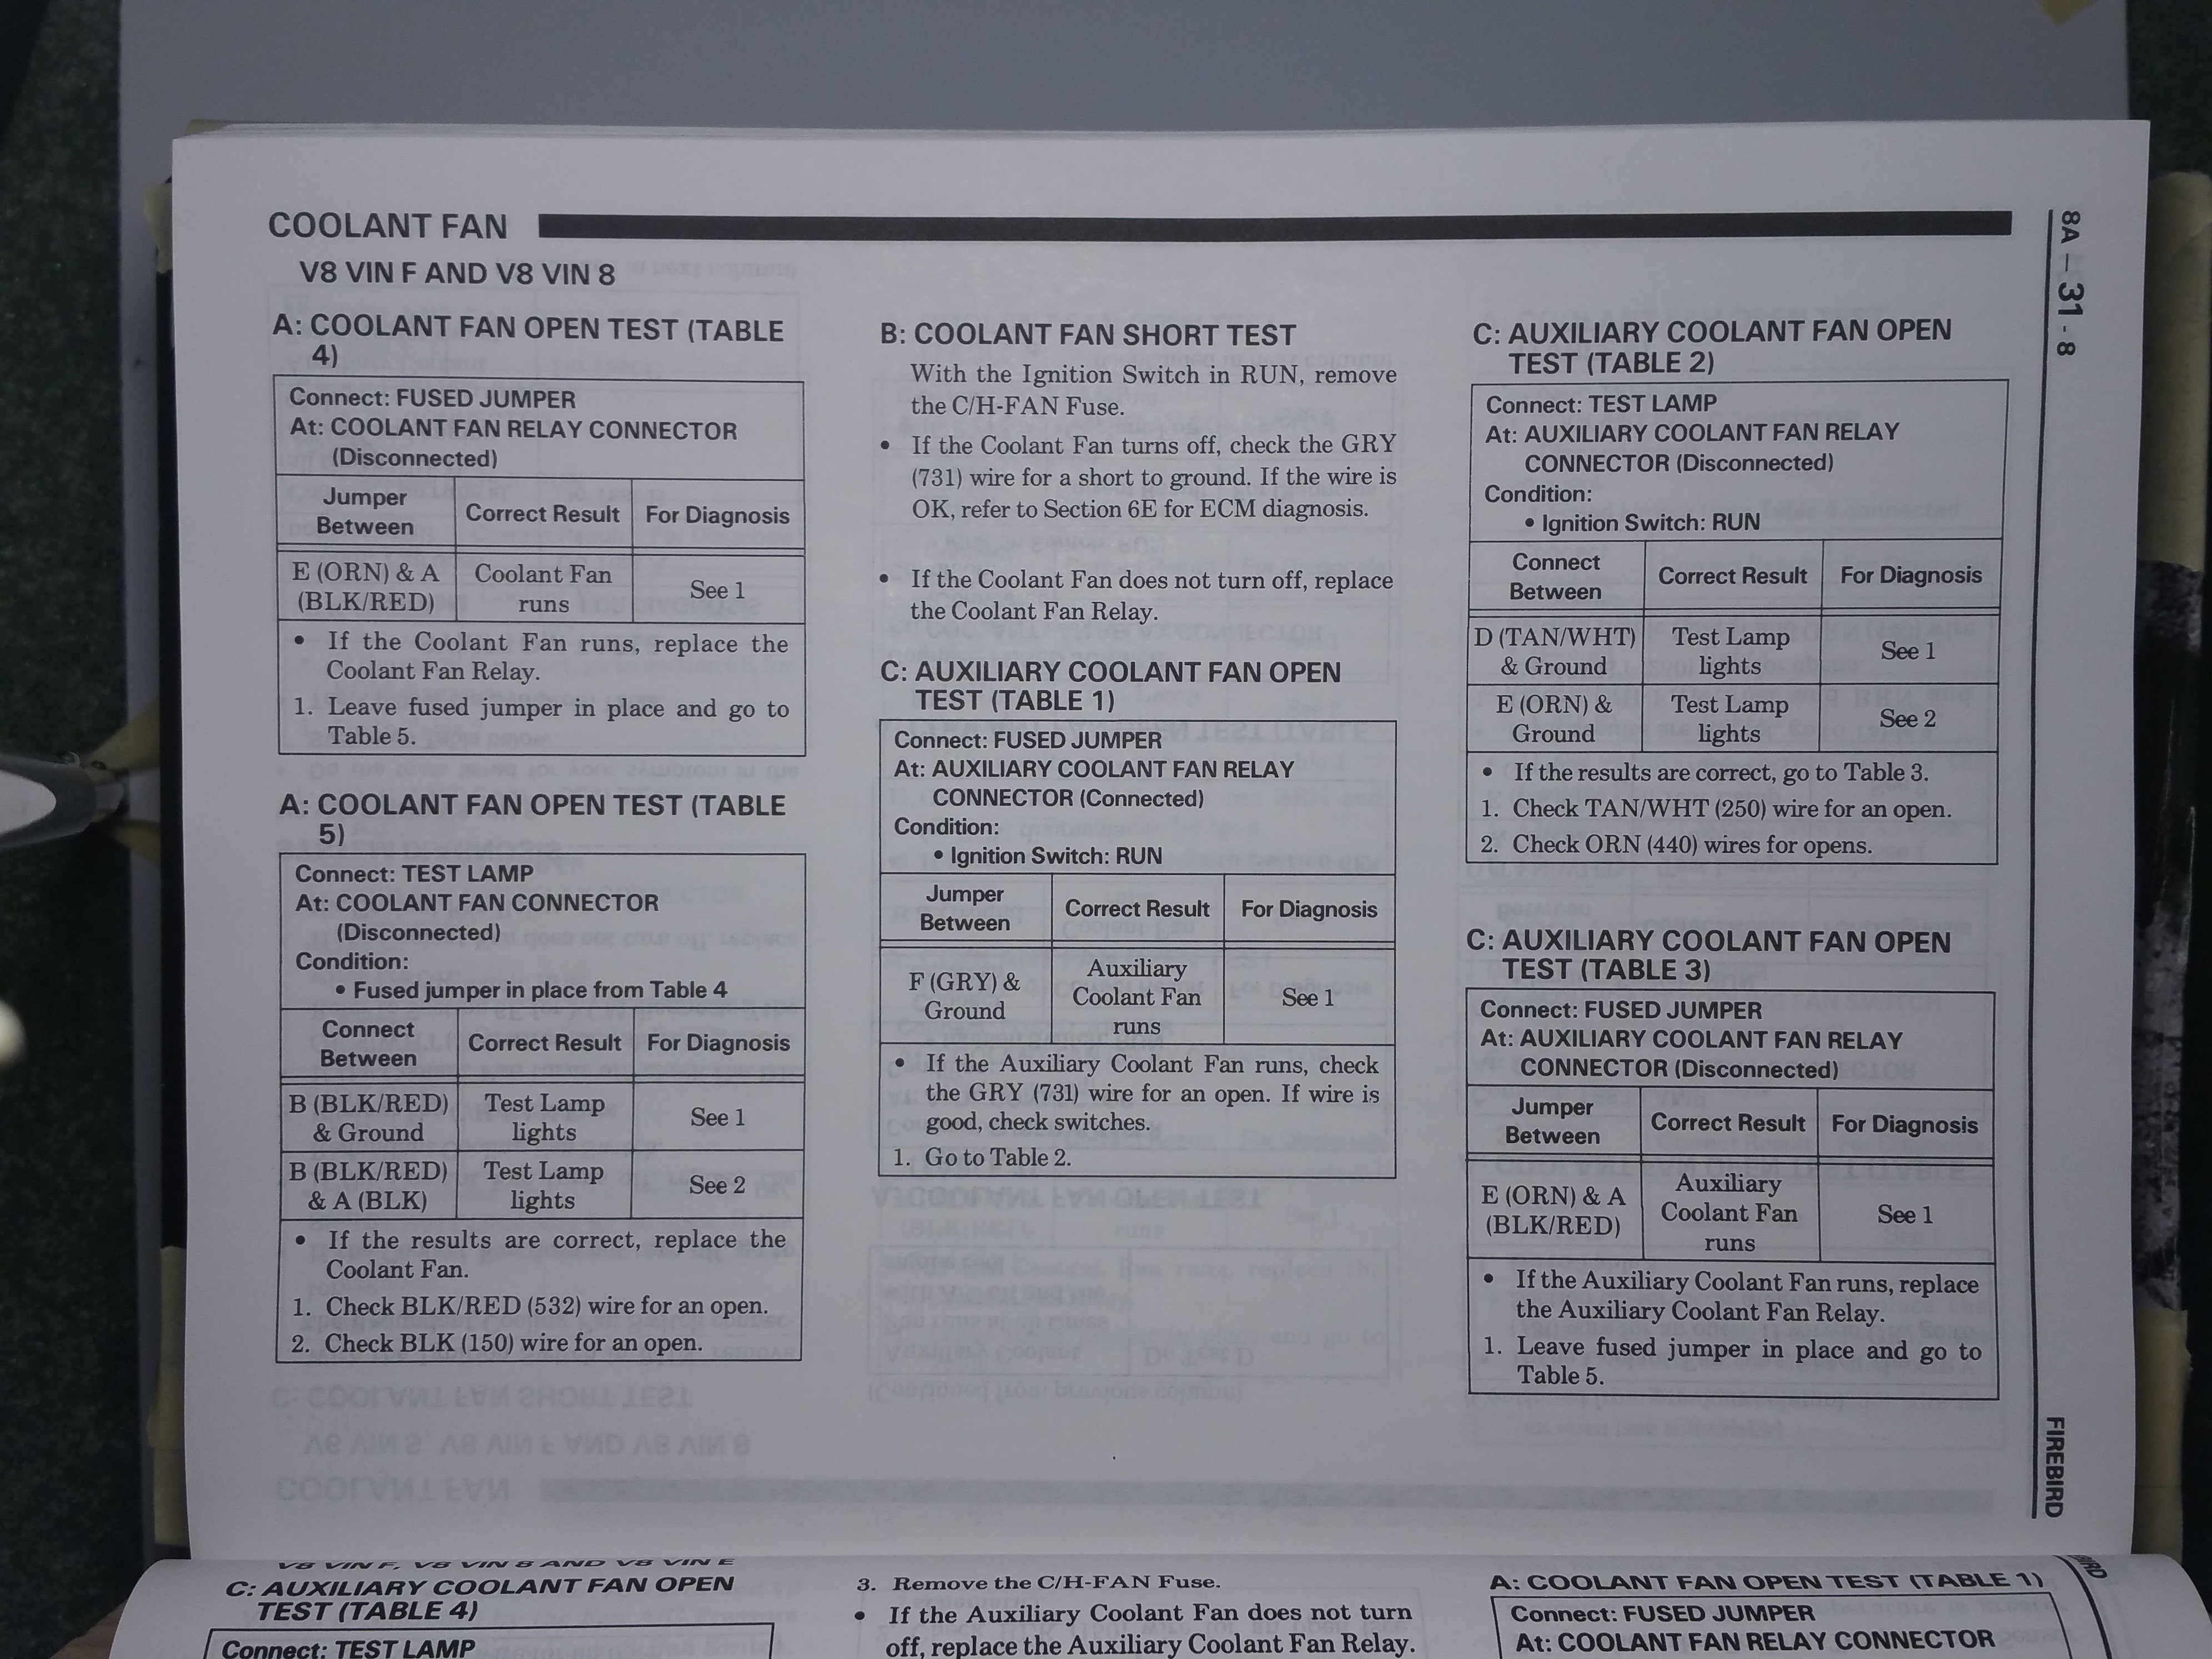 COOLANT FAN
V8 VIN F AND V8 VIN 8
A: COOLANT FAN OPEN TEST (TABLE
4)
Connect: FUSED JUMPER
At: COOLANT FAN RELAY CONNECTOR
(Disconnected)
Jumper Between | Correct Result | For Diagnosis
E (ORN) & A (BLK/RED) | Coolant Fan runs | See 1
• If the Coolant Fan runs, replace the
Coolant Fan Relay.
1. Leave fused jumper in place and go to
Table 5.
A: COOLANT FAN OPEN TEST (TABLE
5)
Connect: TEST LAMP
At: COOLANT FAN CONNECTOR
(Disconnected)
Condition:
• Fused jumper in place from Table 4
Connect Between | Correct Result | For Diagnosis
B (BLK/RED) & Ground | Test Lamp lights | See 1
B (BLK/RED) & A (BLK) | Test Lamp lights | See 2
• If the results are correct, replace the
Coolant Fan.
1. Check BLK/RED (532) wire for an open.
2. Check BLK (150) wire for an open.
B: COOLANT FAN SHORT TEST
With the Ignition Switch in RUN, remove
the C/H-FAN Fuse.
• If the Coolant Fan turns off, check the GRY
(731) wire for a short to ground. If the wire is
OK, refer to Section 6E for ECM diagnosis.
• If the Coolant Fan does not turn off, replace
the Coolant Fan Relay.
C: AUXILIARY COOLANT FAN OPEN
TEST (TABLE 1)
Connect: FUSED JUMPER
At: AUXILIARY COOLANT FAN RELAY
CONNECTOR (Connected)
Condition:
• Ignition Switch: RUN
Jumper Between | Correct Result | For Diagnosis
F (GRY) & Ground | Auxiliary Coolant Fan runs | See 1
• If the Auxiliary Coolant Fan runs, check
the GRY (731) wire for an open. If wire is
good, check switches.
1. Go to Table 2.
C: AUXILIARY COOLANT FAN OPEN
TEST (TABLE 2)
Connect: TEST LAMP
At: AUXILIARY COOLANT FAN RELAY
CONNECTOR (Disconnected)
Condition:
• Ignition Switch: RUN
Connect Between | Correct Result | For Diagnosis
D (TAN/WHT) & Ground | Test Lamp lights | See 1
E (ORN) & Ground | Test Lamp lights | See 2
• If the results are correct, go to Table 3.
1. Check TAN/WHT (250) wire for an open.
2. Check ORN (440) wires for opens.
C: AUXILIARY COOLANT FAN OPEN
TEST (TABLE 3)
Connect: FUSED JUMPER
At: AUXILIARY COOLANT FAN RELAY
CONNECTOR (Disconnected)
Jumper Between | Correct Result | For Diagnosis
E (ORN) & A (BLK/RED) | Auxiliary Coolant Fan runs | See 1
• If the Auxiliary Coolant Fan runs, replace
the Auxiliary Coolant Fan Relay.
1. Leave fused jumper in place and go to
Table 5.
8A — 31 - 8
FIREBIRD
V8 VIN F, V8 VIN 8 AND V8 VIN E
C: AUXILIARY COOLANT FAN OPEN
TEST (TABLE 4)
Connect: TEST LAMP
3. Remove the C/H-FAN Fuse.
• If the Auxiliary Coolant Fan does not turn
off, replace the Auxiliary Coolant Fan Relay.
A: COOLANT FAN OPEN TEST (TABLE 1)
Connect: FUSED JUMPER
At: COOLANT FAN RELAY CONNECTOR